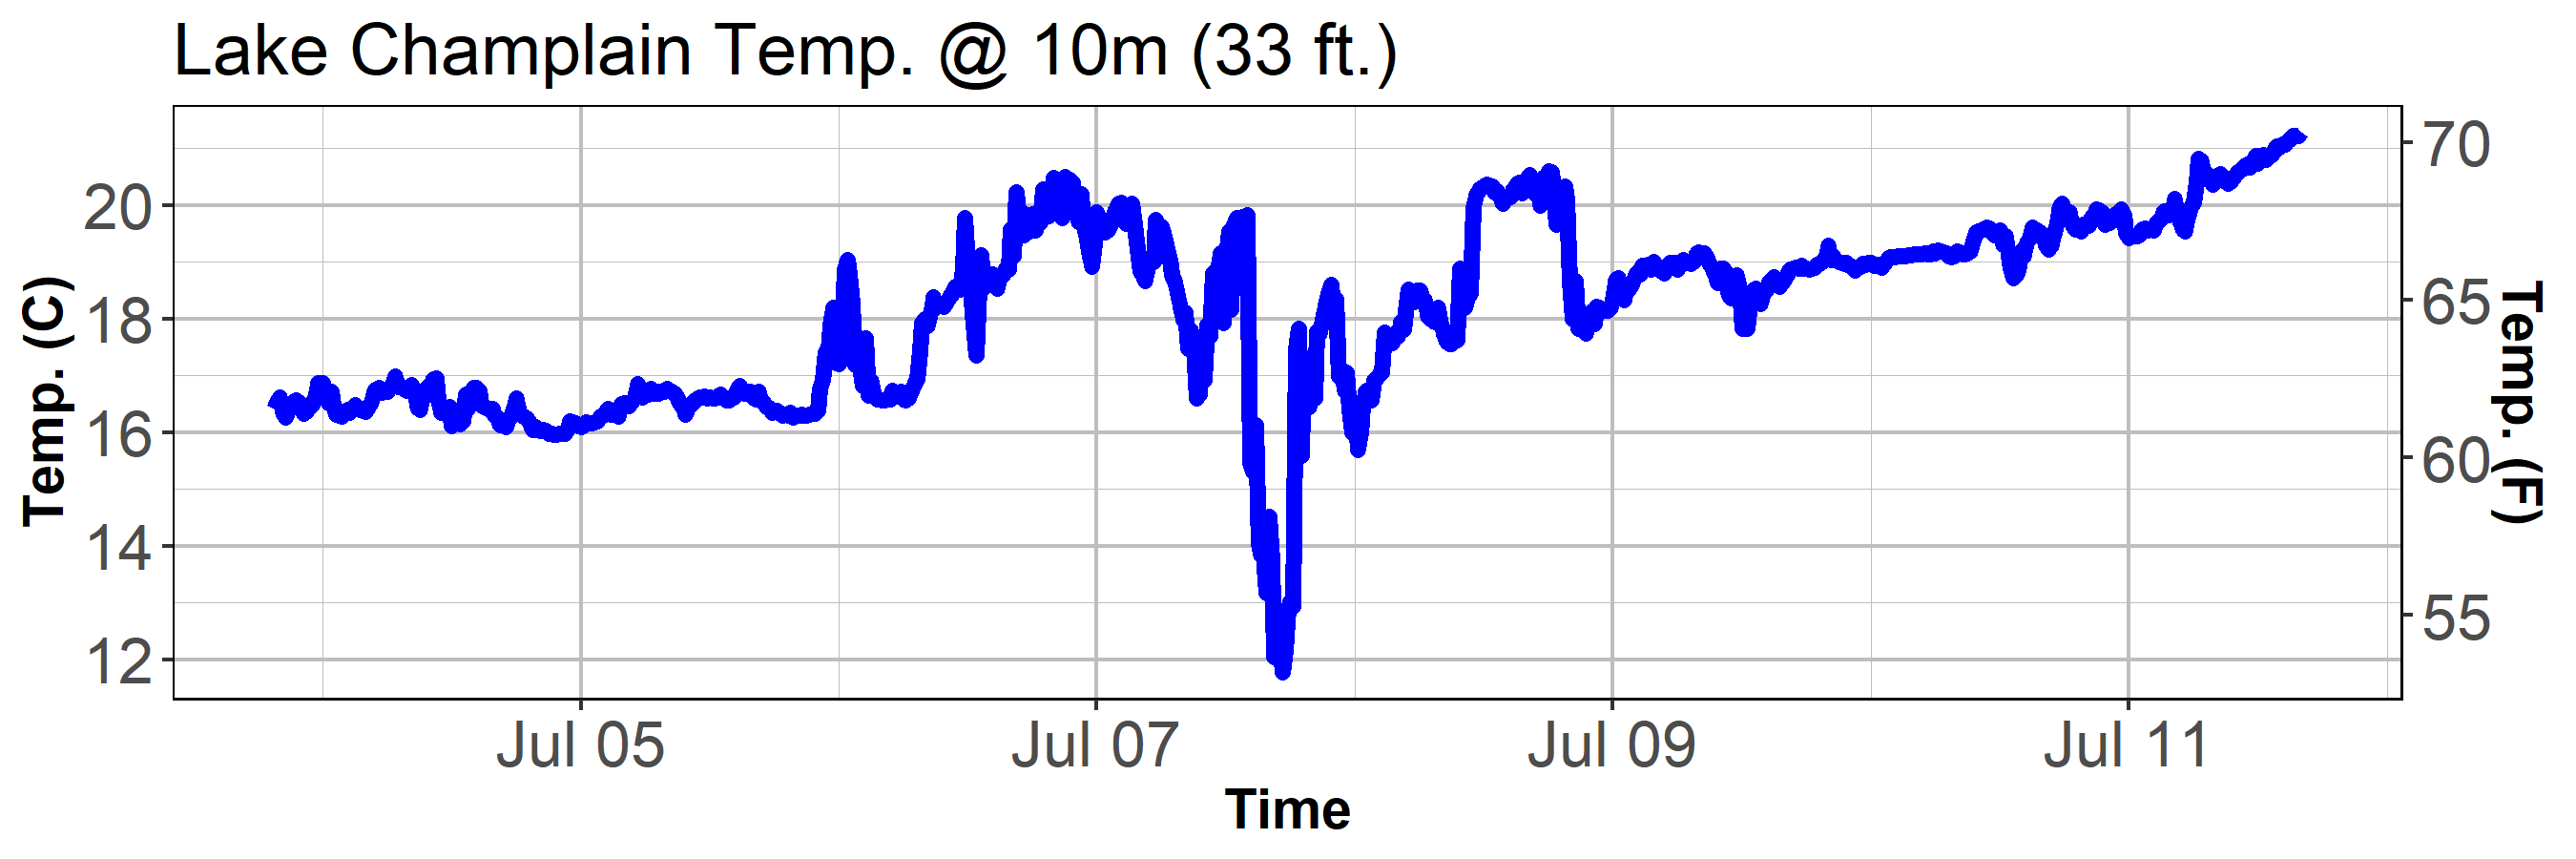 Lake Champlain Temp. @ 10m (33 ft.)
Temp. (C)
20
18
16
14
12
70
65
60
55
Temp. (F)
Jul 05 Jul 07 Jul 09 Jul 11
Time